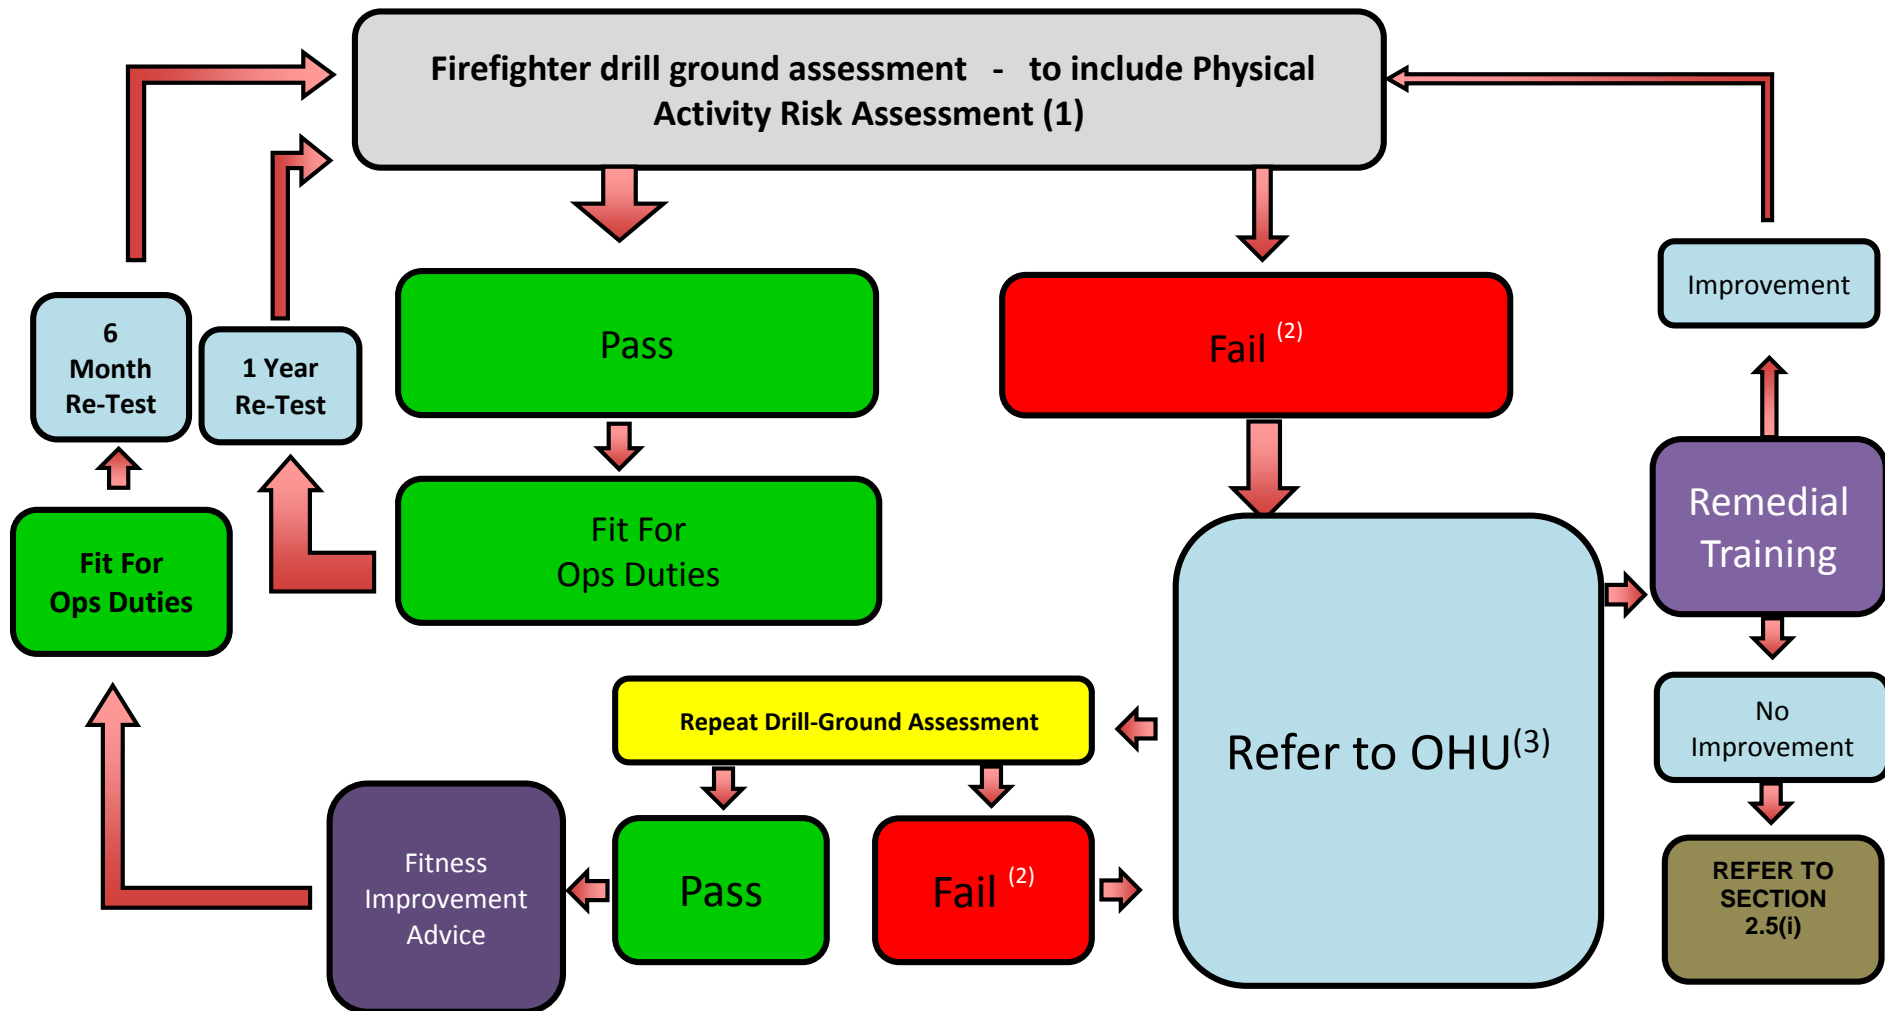 Firefighter drill ground assessment - to include Physical
Activity Risk Assessment (1)
6
Month
Re-Test
1 Year
Re-Test
Pass
Fail (2)
Improvement
Fit For
Ops Duties
Fit For
Ops Duties
Remedial
Training
Repeat Drill-Ground Assessment
Refer to OHU(3)
No
Improvement
Fitness
Improvement
Advice
Pass
Fail (2)
REFER TO
SECTION
2.5(i)